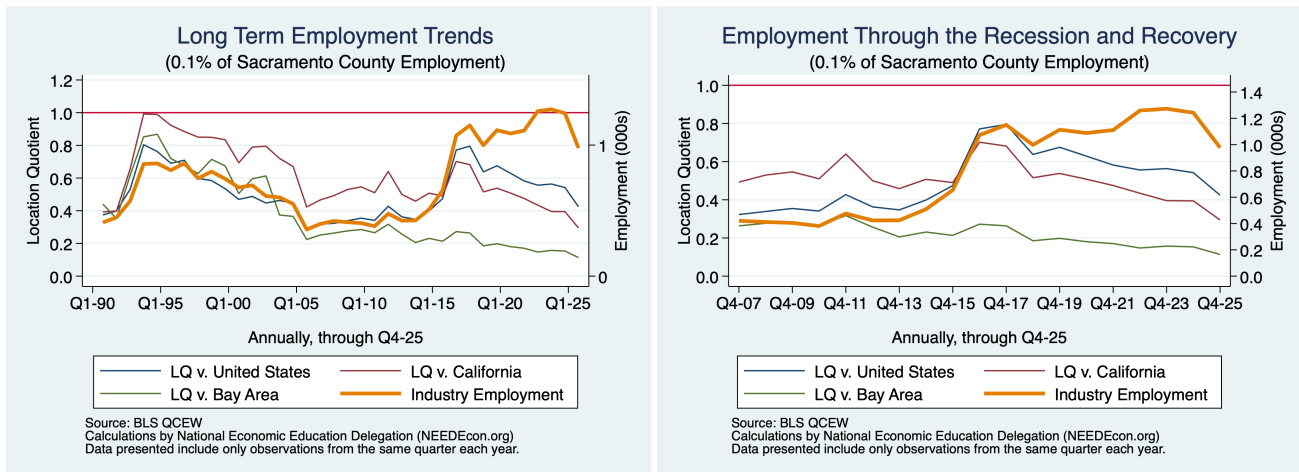 Long Term Employment Trends
(0.1% of Sacramento County Employment)
Location Quotient
1.2
1.0
0.8
0.6
0.4
0.2
0.0
1
0
Employment (000s)
Q1-90 Q1-95 Q1-00 Q1-05 Q1-10 Q1-15 Q1-20 Q1-25
Annually, through Q4-25
LQ v. United States
LQ v. California
LQ v. Bay Area
Industry Employment
Source: BLS QCEW
Calculations by National Economic Education Delegation (NEEDEcon.org)
Data presented include only observations from the same quarter each year.
Employment Through the Recession and Recovery
(0.1% of Sacramento County Employment)
Location Quotient
1.0
0.8
0.6
0.4
0.2
0.0
1.4
1.2
1.0
0.8
0.6
0.4
0.2
0.0
Employment (000s)
Q4-07 Q4-09 Q4-11 Q4-13 Q4-15 Q4-17 Q4-19 Q4-21 Q4-23 Q4-25
Annually, through Q4-25
LQ v. United States
LQ v. California
LQ v. Bay Area
Industry Employment
Source: BLS QCEW
Calculations by National Economic Education Delegation (NEEDEcon.org)
Data presented include only observations from the same quarter each year.